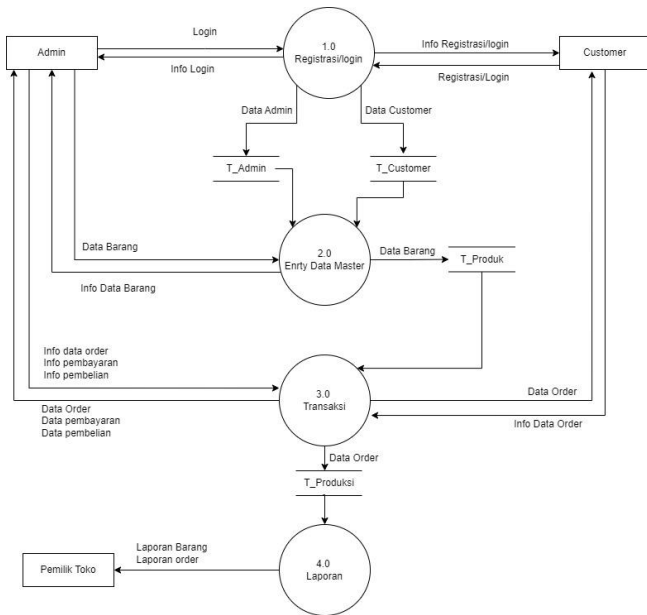 Login
1.0
Registrasi/login
Info Registrasi/login
Admin
Customer
Info Login
Registrasi/Login
Data Admin
Data Customer
T_Admin
T_Customer
Data Barang
2.0
Enrty Data Master
Data Barang
T_Produk
Info Data Barang
Info data order
Info pembayaran
Info pembelian
3.0
Transaksi
Data Order
Data Order
Data pembayaran
Data pembelian
Info Data Order
Data Order
T_Produksi
Laporan Barang
Laporan order
4.0
Laporan
Pemilik Toko